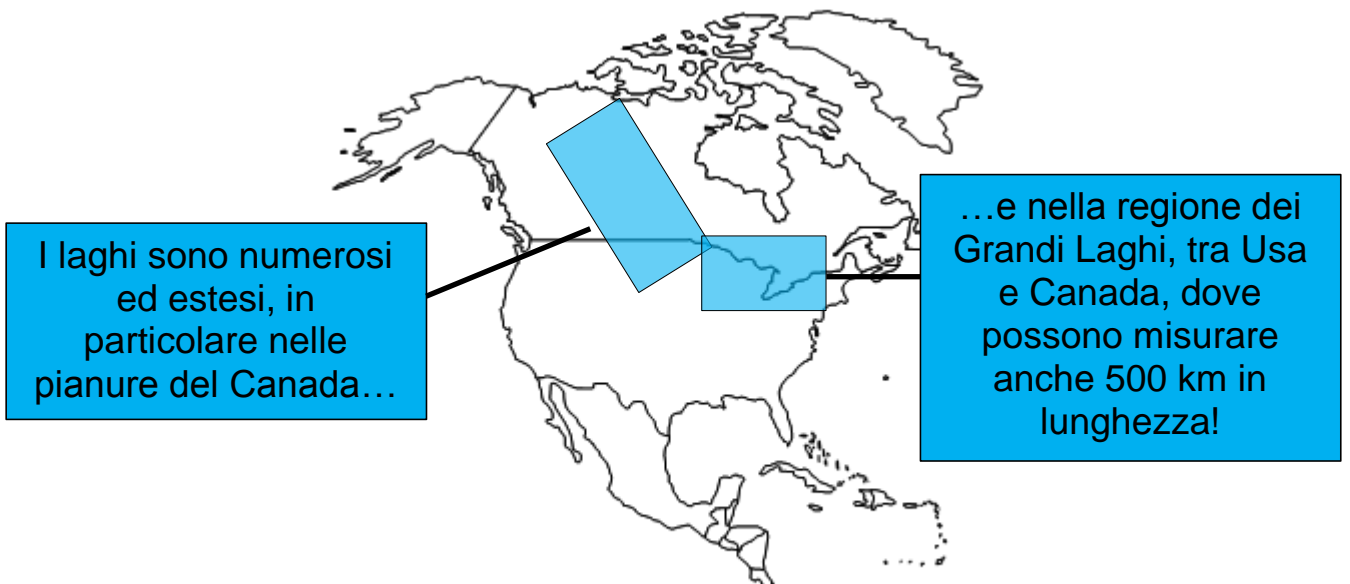 I laghi sono numerosi
ed estesi, in
particolare nelle
pianure del Canada…
…e nella regione dei
Grandi Laghi, tra Usa
e Canada, dove
possono misurare
anche 500 km in
lunghezza!